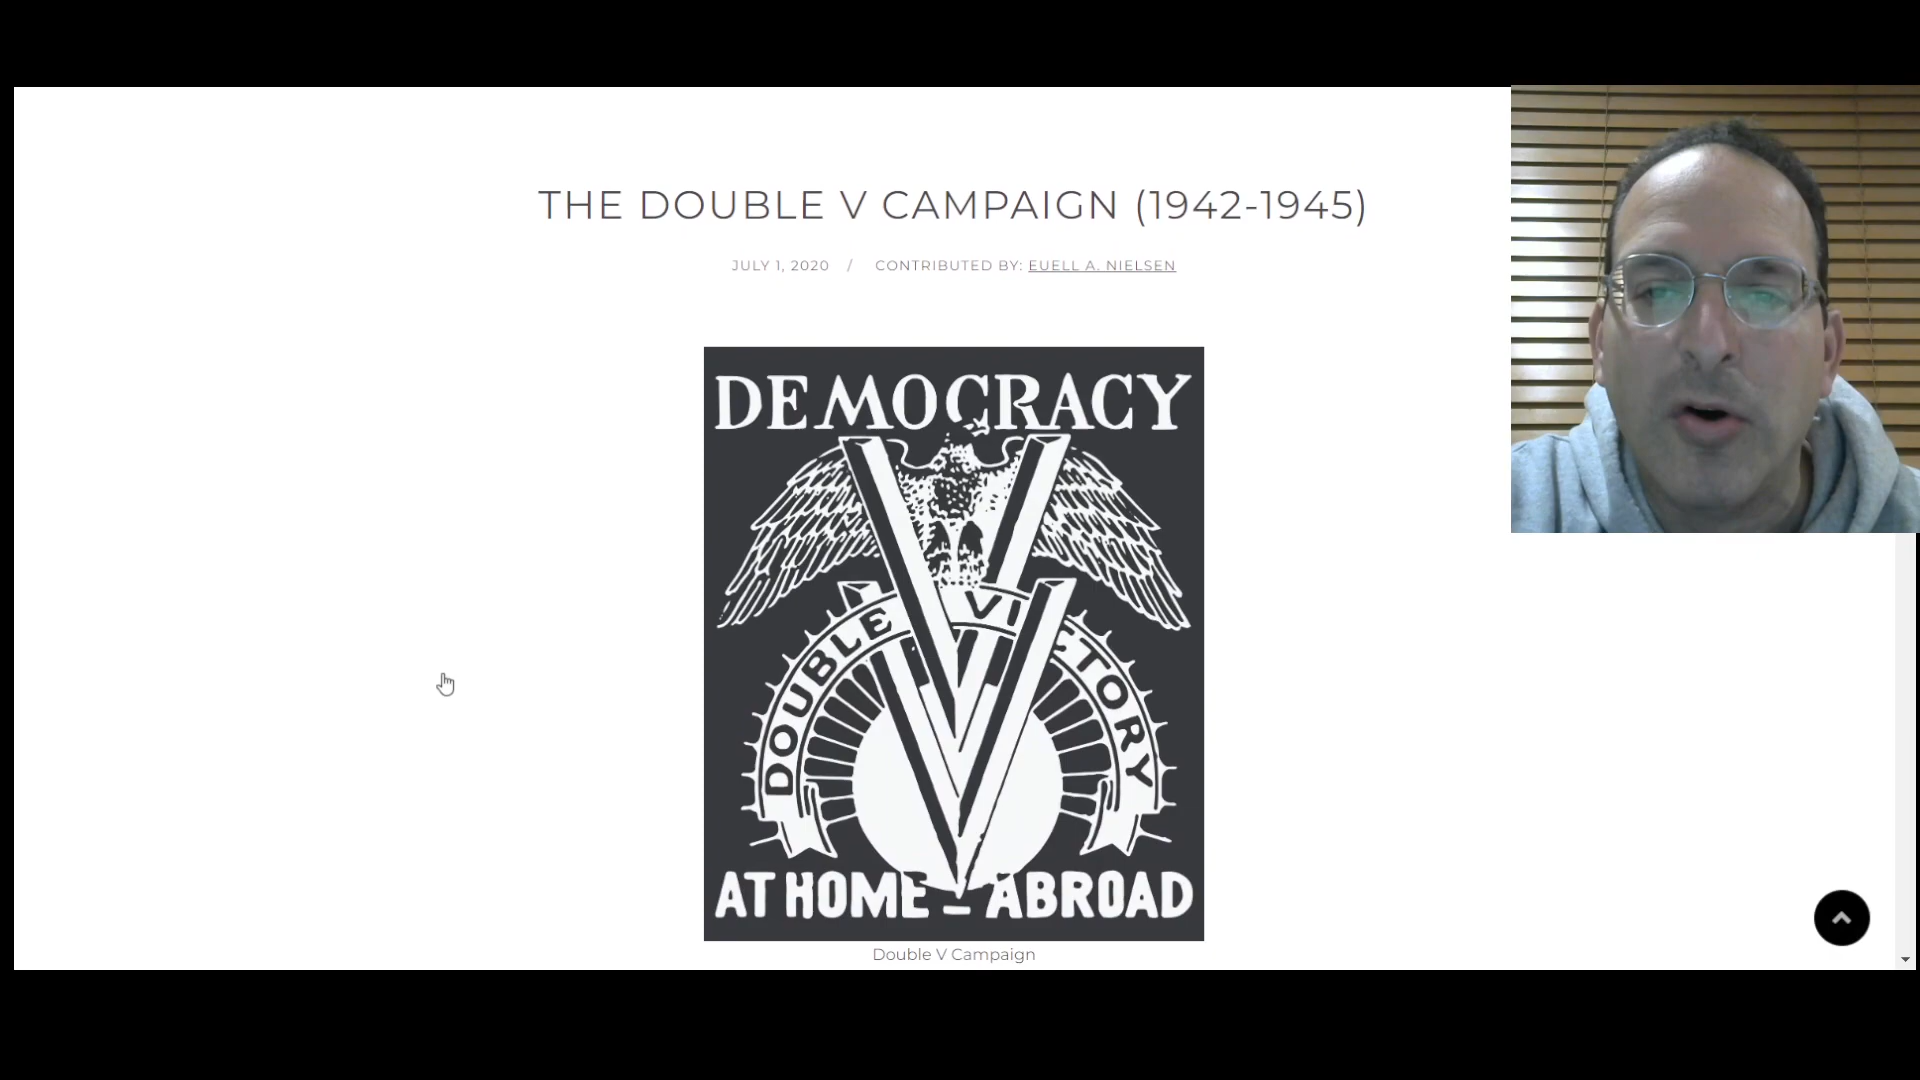 THE DOUBLE V CAMPAIGN (1942-1945)
JULY 1, 2020 / CONTRIBUTED BY: EUELL A. NIELSEN
DEMOCRACY
DOUBLE VICTORY
AT HOME – ABROAD
Double V Campaign